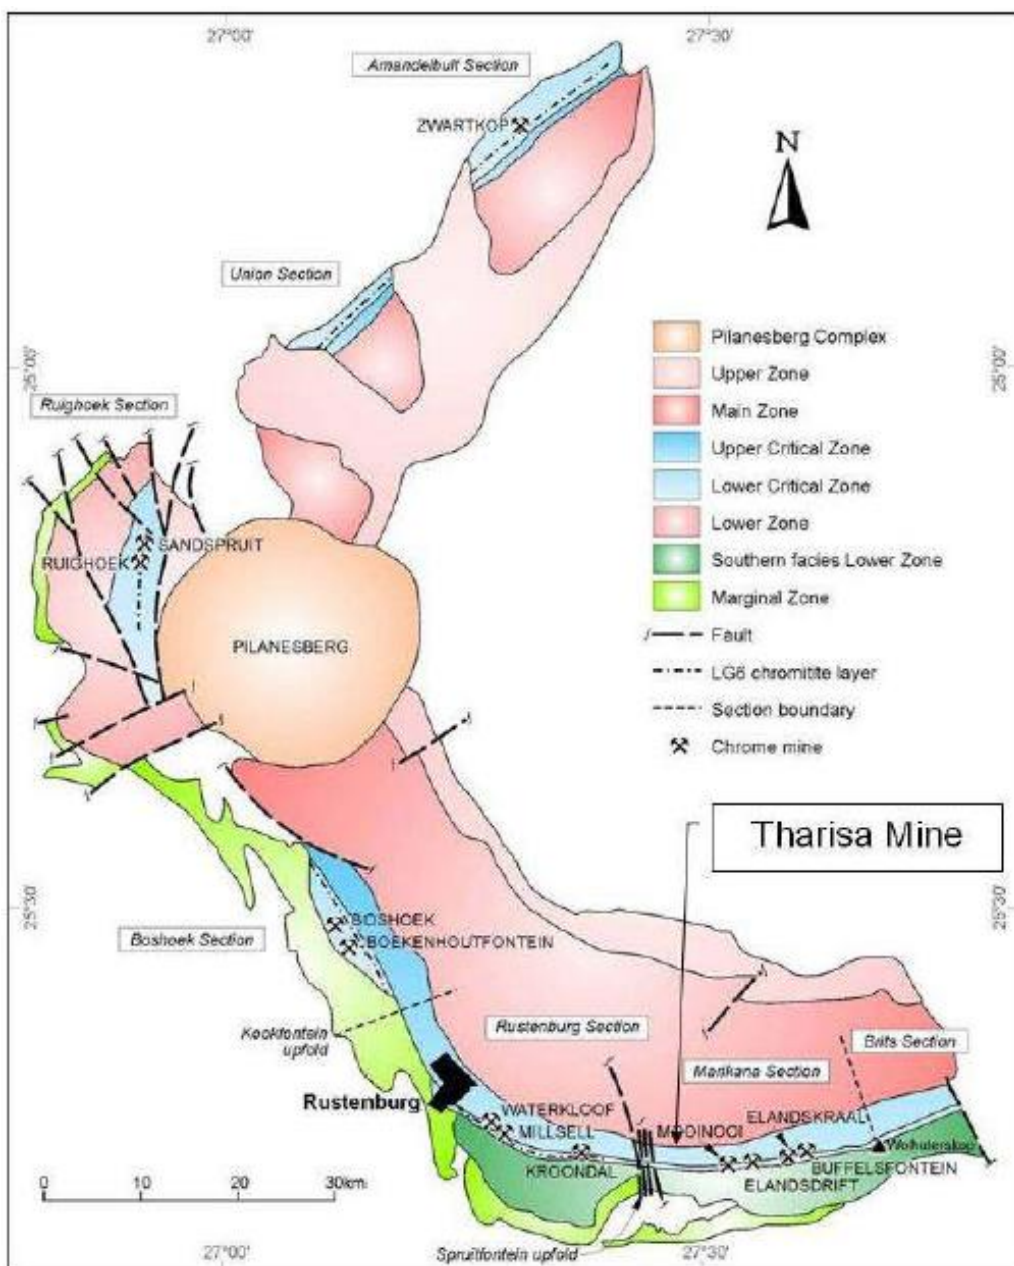 27°00'
27°30'
Amandelbult Section
ZWARTKOP
N
Union Section
Pilanesberg Complex
Upper Zone
Main Zone
Upper Critical Zone
Lower Critical Zone
Lower Zone
Southern facies Lower Zone
Marginal Zone
Fault
LG6 chromitite layer
Section boundary
Chrome mine
25°00'
25°00'
Ruighoek Section
SANDSPRUIT
RUIGHOEK
PILANESBERG
Tharisa Mine
25°30'
25°30'
BOSHOEK
BOEKENHOUTFONTEIN
Boshoek Section
Kookfontein
upfold
Rustenburg Section
Brits Section
Marikana Section
Rustenburg
WATERKLOOF
MILLSELL
MOOINOOI
ELANDSKRAAL
Wolhuterskop
KROONDAL
BUFFELSFONTEIN
ELANDSDRIFT
0 10 20 30km
Spruitfontein upfold
27°00'
27°30'